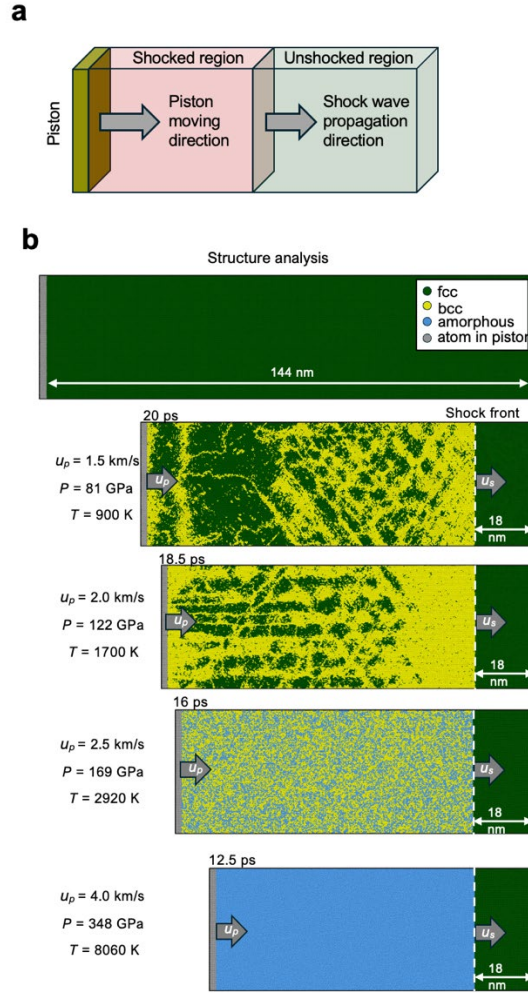 a
Shocked region
Unshocked region
Piston
Piston
moving
direction
Shock wave
propagation
direction
b
Structure analysis
fcc
bcc
amorphous
atom in piston
144 nm
20 ps
Shock front
u_p = 1.5 km/s
P = 81 GPa
T = 900 K
u_p
u_s
18
nm
18.5 ps
u_p = 2.0 km/s
P = 122 GPa
T = 1700 K
u_p
u_s
18
nm
16 ps
u_p = 2.5 km/s
P = 169 GPa
T = 2920 K
u_p
u_s
18
nm
12.5 ps
u_p = 4.0 km/s
P = 348 GPa
T = 8060 K
u_p
u_s
18
nm